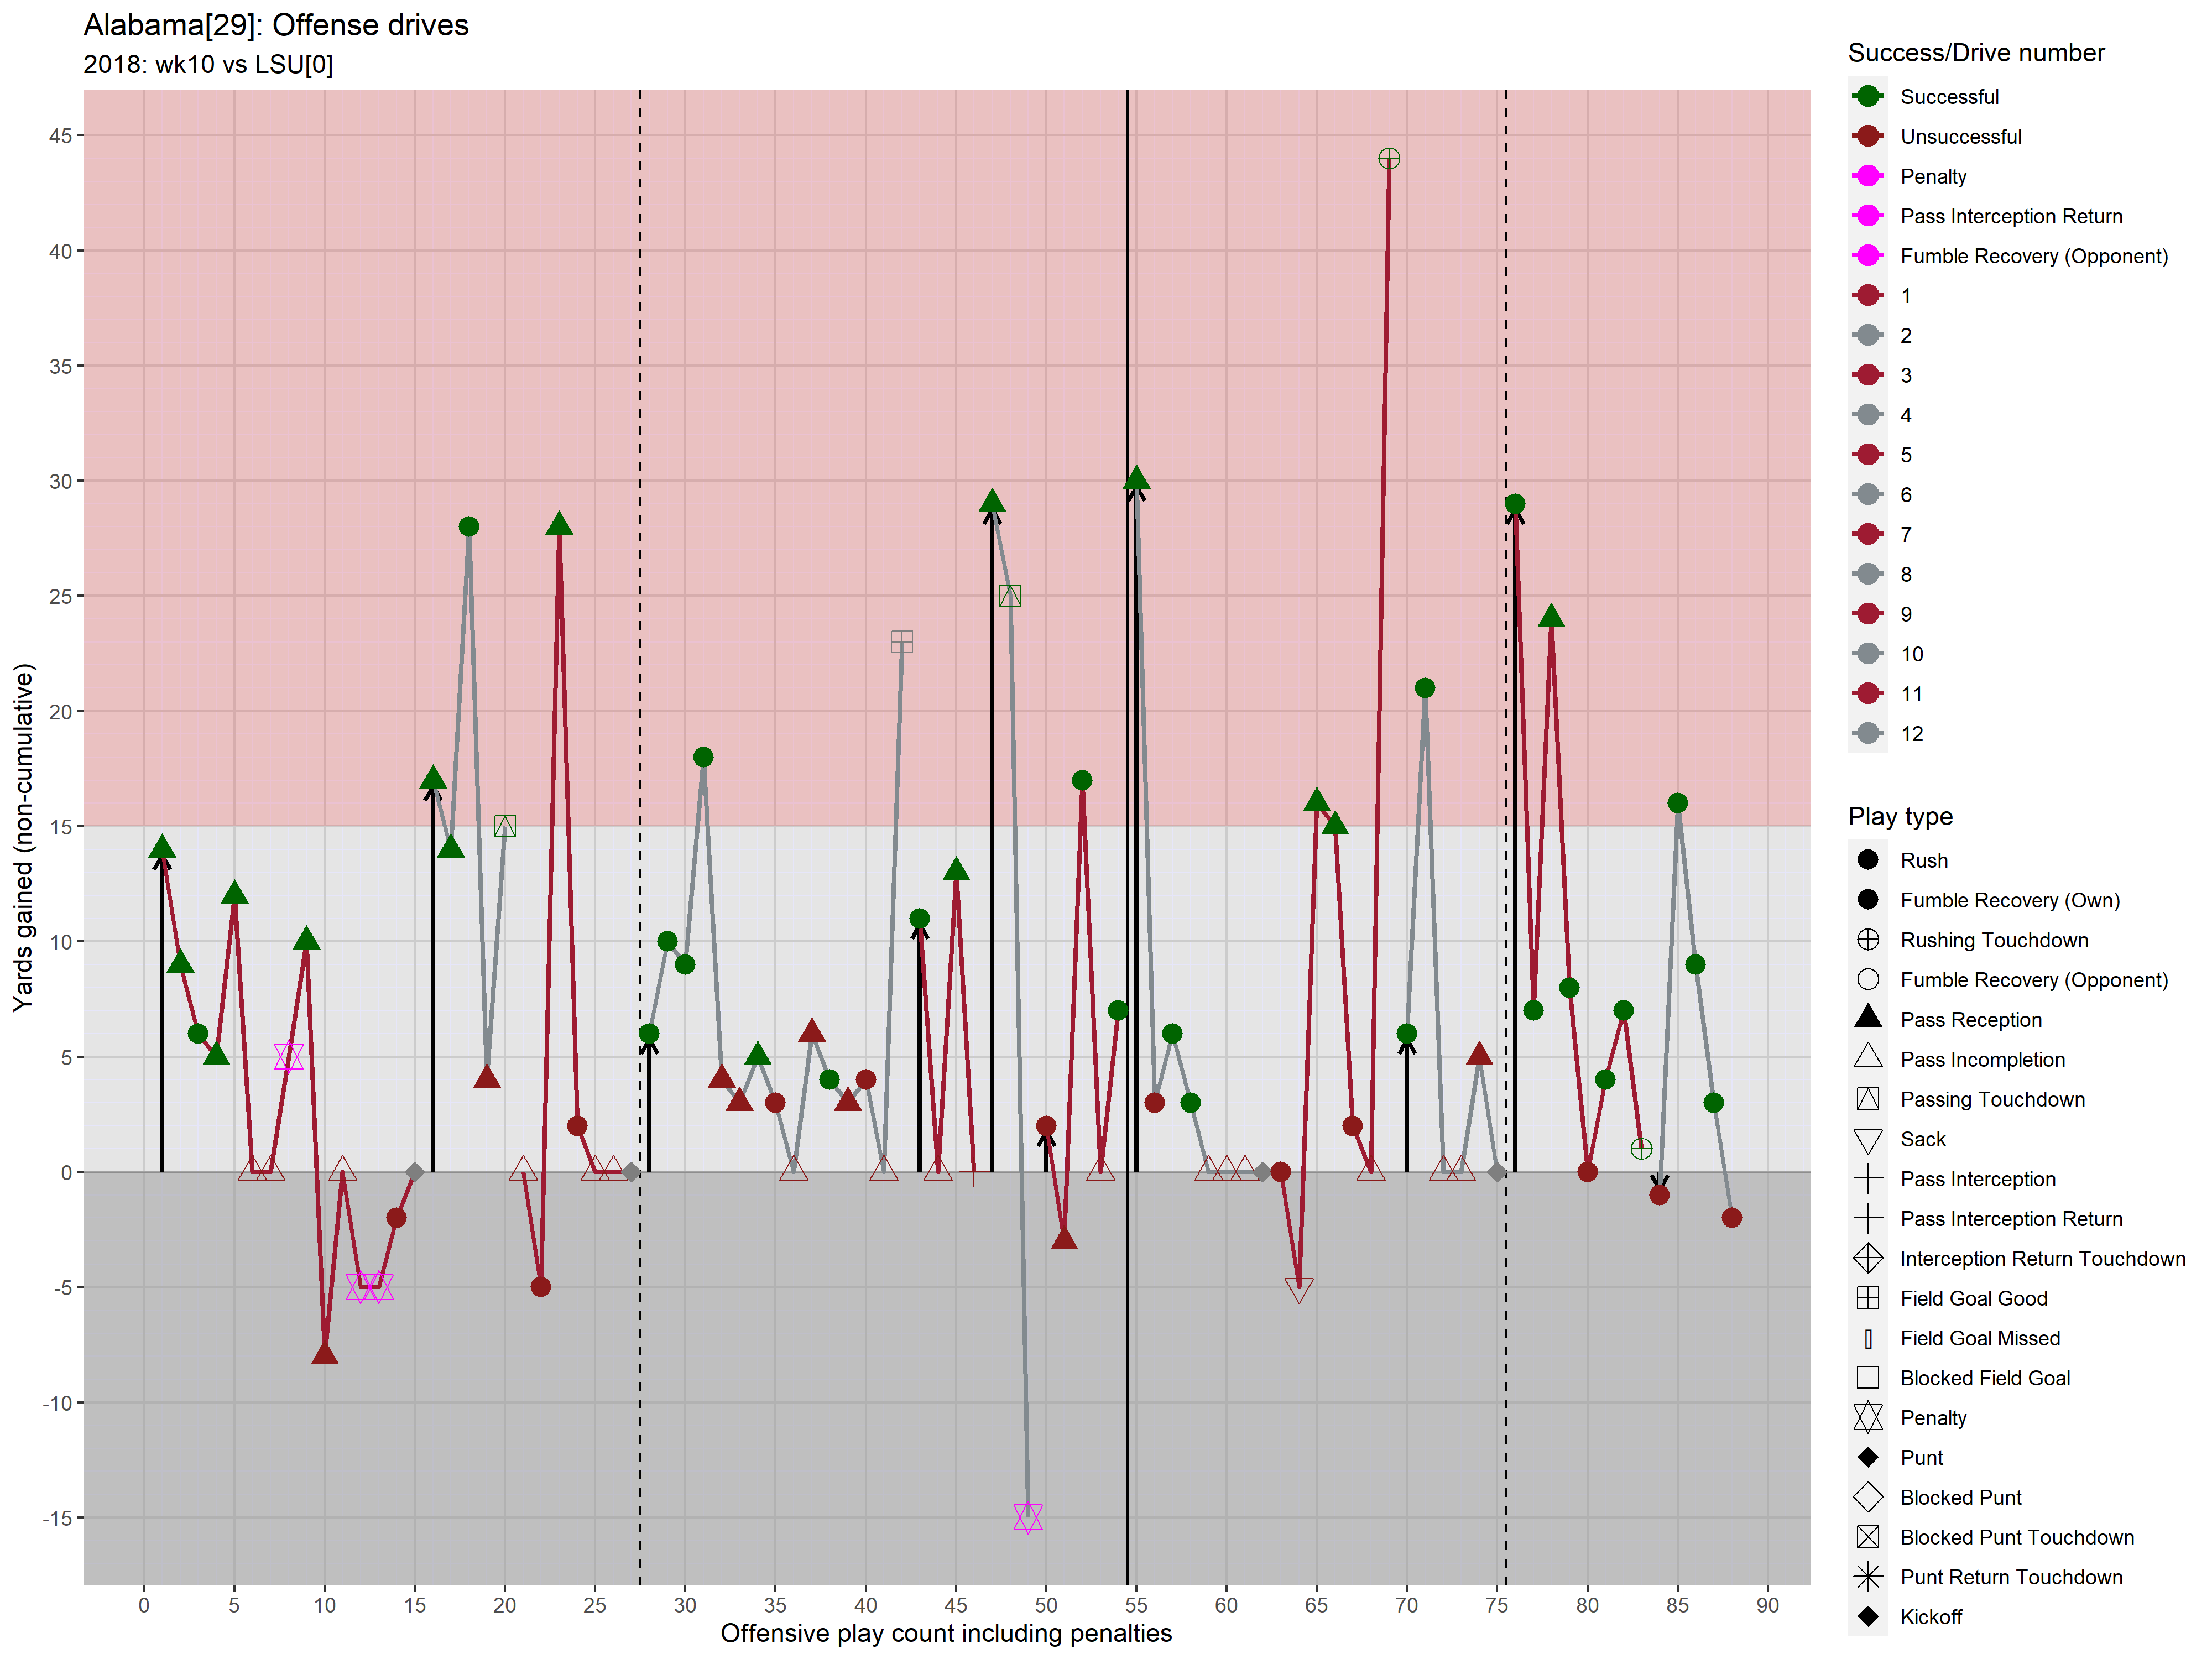 Alabama[29]: Offense drives
2018: wk10 vs LSU[0]
Yards gained (non-cumulative)
45
40
35
30
25
20
15
10
5
0
-5
-10
-15
0 5 10 15 20 25 30 35 40 45 50 55 60 65 70 75 80 85 90
Offensive play count including penalties
Success/Drive number
Successful
Unsuccessful
Penalty
Pass Interception Return
Fumble Recovery (Opponent)
1
2
3
4
5
6
7
8
9
10
11
12
Play type
Rush
Fumble Recovery (Own)
Rushing Touchdown
Fumble Recovery (Opponent)
Pass Reception
Pass Incompletion
Passing Touchdown
Sack
Pass Interception
Pass Interception Return
Interception Return Touchdown
Field Goal Good
Field Goal Missed
Blocked Field Goal
Penalty
Punt
Blocked Punt
Blocked Punt Touchdown
Punt Return Touchdown
Kickoff